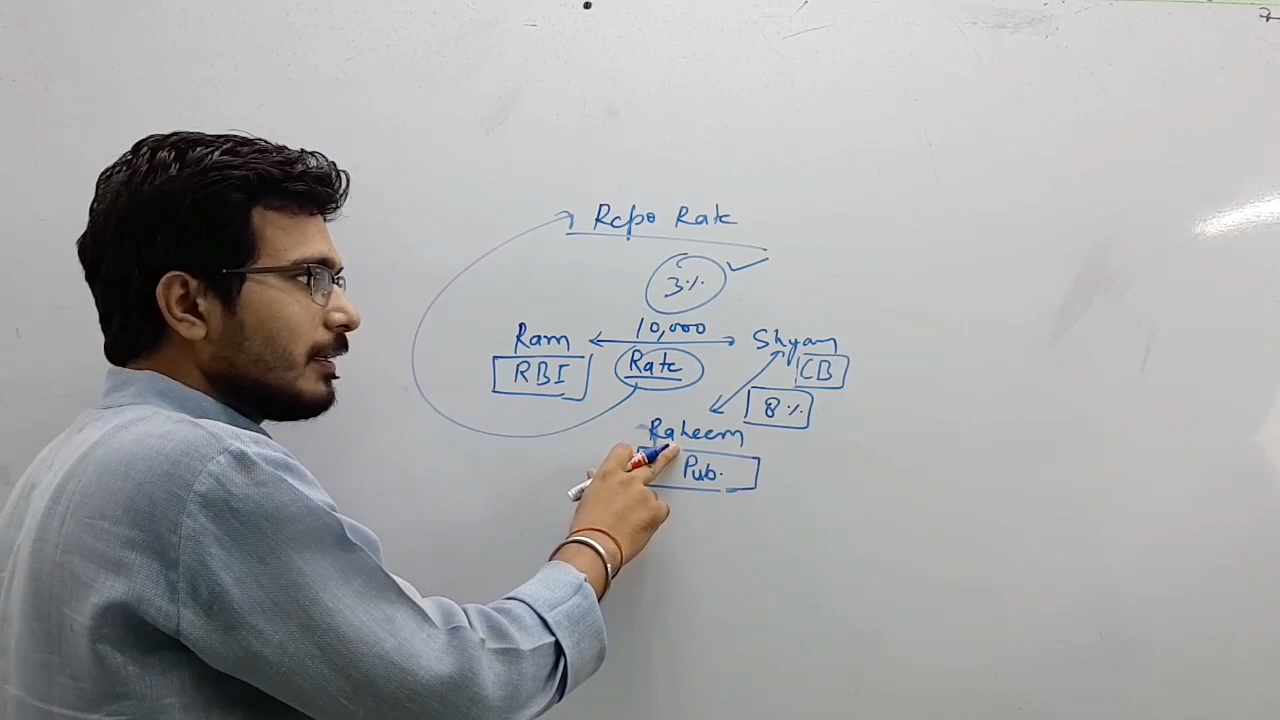 Repo Rate
3%
Ram 10,000 Shyam
RBI Rate CB
8%
Raheem
Pub.